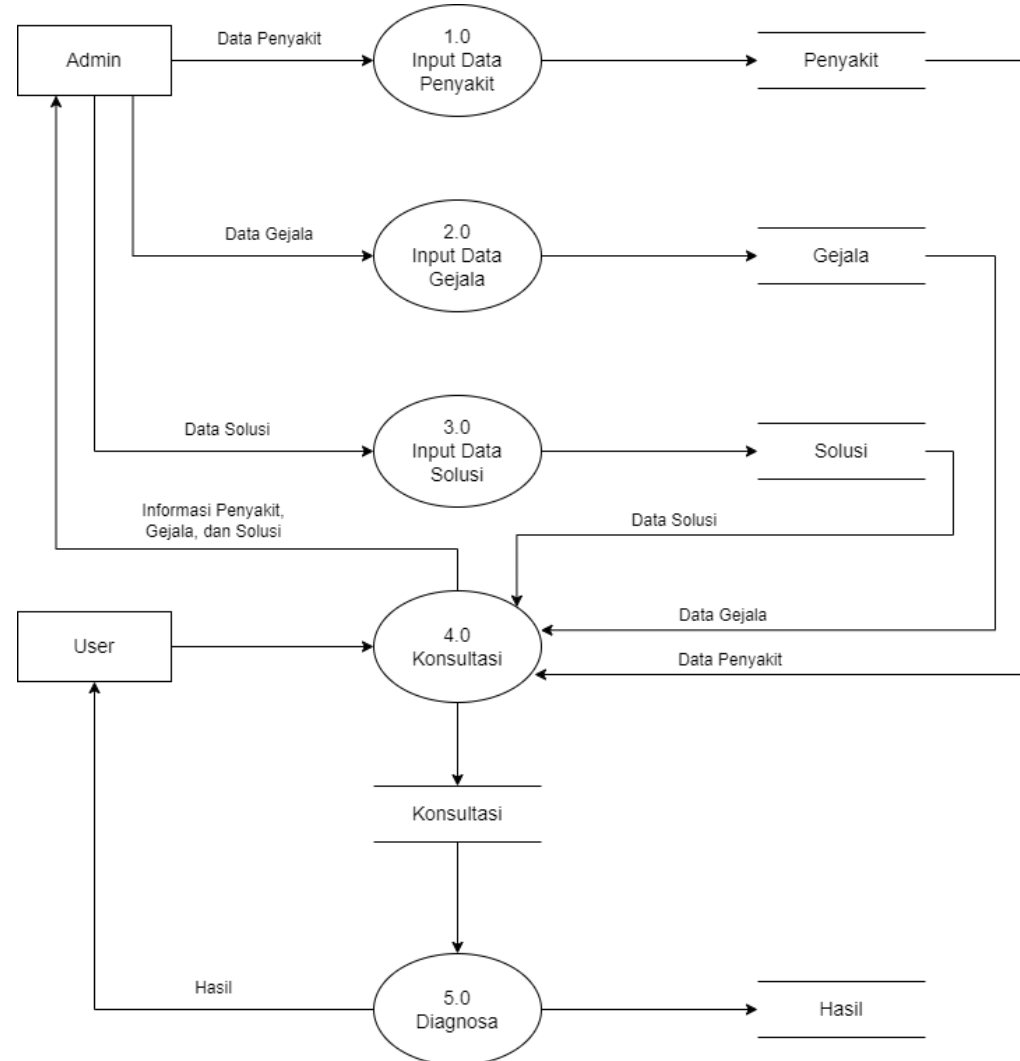 Admin
Data Penyakit
1.0
Input Data
Penyakit
Penyakit
Data Gejala
2.0
Input Data
Gejala
Gejala
Data Solusi
3.0
Input Data
Solusi
Solusi
Informasi Penyakit,
Gejala, dan Solusi
Data Solusi
User
4.0
Konsultasi
Data Gejala
Data Penyakit
Konsultasi
Hasil
5.0
Diagnosa
Hasil